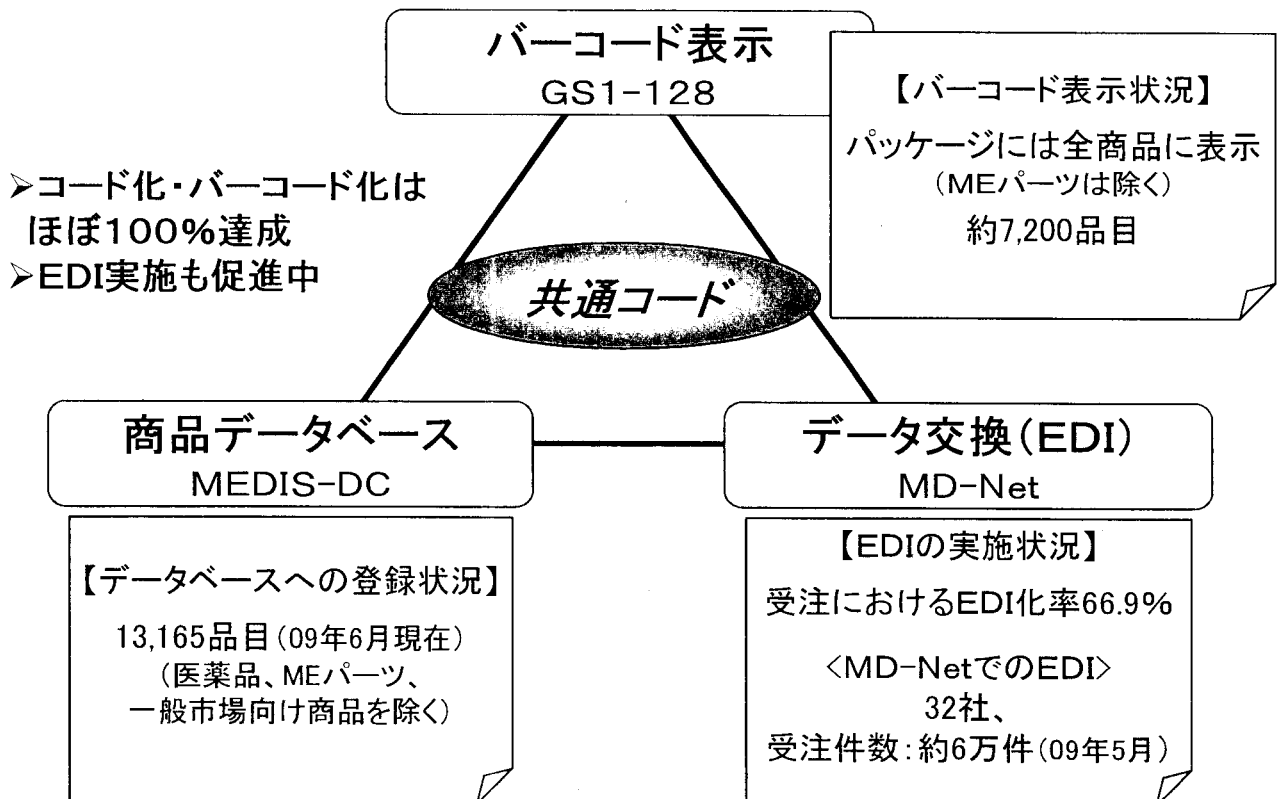 バーコード表示
GS1-128
【バーコード表示状況】
パッケージには全商品に表示
(MEパーツは除く)
約7,200品目
➢コード化・バーコード化は
ほぼ100%達成
➢EDI実施も促進中
共通コード
商品データベース
MEDIS-DC
データ交換(EDI)
MD-Net
【データベースへの登録状況】
13,165品目(09年6月現在)
(医薬品、MEパーツ、
一般市場向け商品を除く)
【EDIの実施状況】
受注におけるEDI化率66.9%
<MD-NetでのEDI>
32社、
受注件数:約6万件(09年5月)